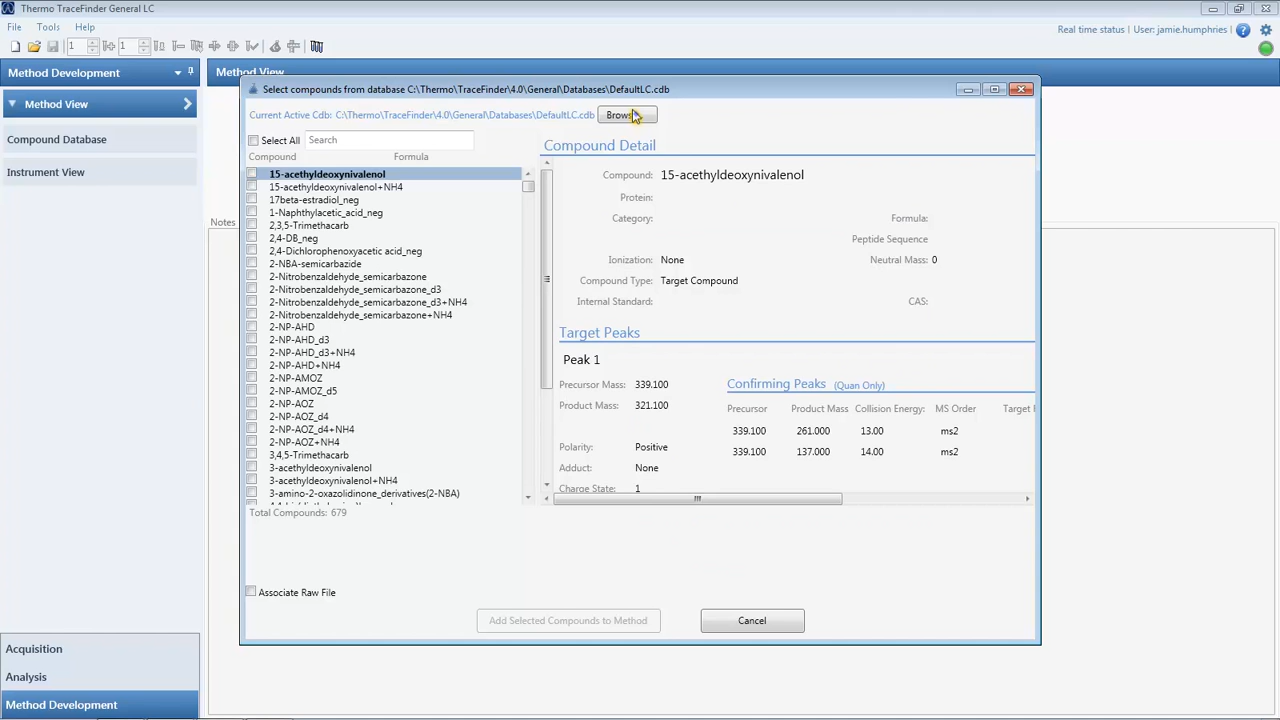 Thermo TraceFinder General LC
File Tools Help
Real time status | User: jamie.humphries
1 1
Method Development
Method View
Method View
Compound Database
Instrument View
Notes
Acquisition
Analysis
Method Development
Select compounds from database C:\Thermo\TraceFinder\4.0\General\Databases\DefaultLC.cdb
Current Active Cdb: C:\Thermo\TraceFinder\4.0\General\Databases\DefaultLC.cdb
Select All Search
Compound Formula
15-acethyldeoxynivalenol
15-acethyldeoxynivalenol+NH4
17beta-estradiol_neg
1-Naphthylacetic_acid_neg
2,3,5-Trimethacarb
2,4-DB_neg
2,4-Dichlorophenoxyacetic acid_neg
2-NBA-semicarbazide
2-Nitrobenzaldehyde_semicarbazone
2-Nitrobenzaldehyde_semicarbazone_d3
2-Nitrobenzaldehyde_semicarbazone_d3+NH4
2-Nitrobenzaldehyde_semicarbazone+NH4
2-NP-AHD
2-NP-AHD_d3
2-NP-AHD_d3+NH4
2-NP-AHD+NH4
2-NP-AMOZ
2-NP-AMOZ_d5
2-NP-AOZ
2-NP-AOZ_d4
2-NP-AOZ_d4+NH4
2-NP-AOZ+NH4
3,4,5-Trimethacarb
3-acethyldeoxynivalenol
3-acethyldeoxynivalenol+NH4
3-amino-2-oxazolidinone_derivatives(2-NBA)
Total Compounds: 679
Associate Raw File
Compound Detail
Compound: 15-acethyldeoxynivalenol
Protein:
Category: Formula:
Peptide Sequence
Ionization: None Neutral Mass: 0
Compound Type: Target Compound
Internal Standard: CAS:
Target Peaks
Peak 1
Precursor Mass: 339.100
Product Mass: 321.100
Polarity: Positive
Adduct: None
Charge State: 1
Confirming Peaks (Quan Only)
Precursor Product Mass Collision Energy: MS Order Target
339.100 261.000 13.00 ms2
339.100 137.000 14.00 ms2
Add Selected Compounds to Method Cancel